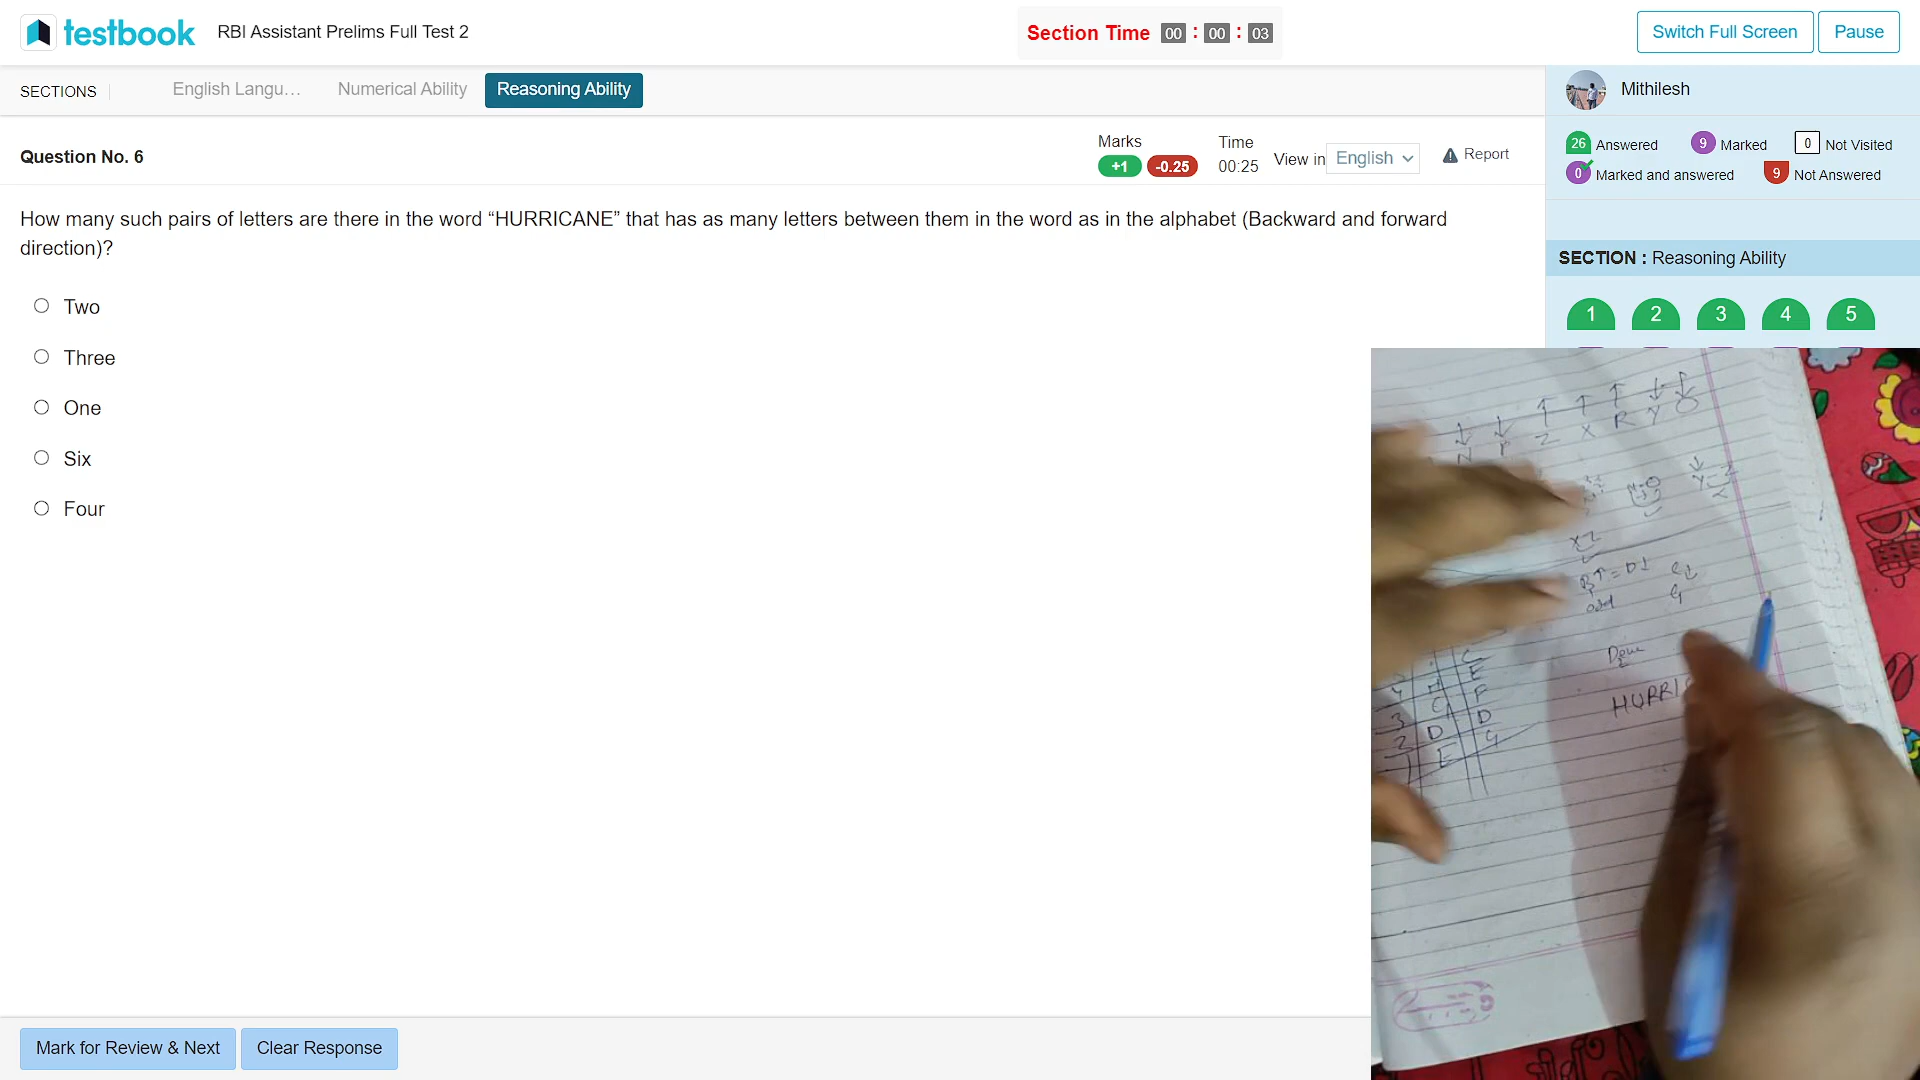 testbook
RBI Assistant Prelims Full Test 2
Section Time 00 : 00 : 03
Switch Full Screen
Pause
SECTIONS
English Langu...
Numerical Ability
Reasoning Ability
Mithilesh
Question No. 6
Marks
+1
-0.25
Time
00:25
View in
English
Report
26 Answered
9 Marked
0 Not Visited
0 Marked and answered
9 Not Answered
How many such pairs of letters are there in the word “HURRICANE” that has as many letters between them in the word as in the alphabet (Backward and forward
direction)?
SECTION : Reasoning Ability
Two
Three
One
Six
Four
1 2 3 4 5
Z X R Y O
HURRI
Mark for Review & Next
Clear Response